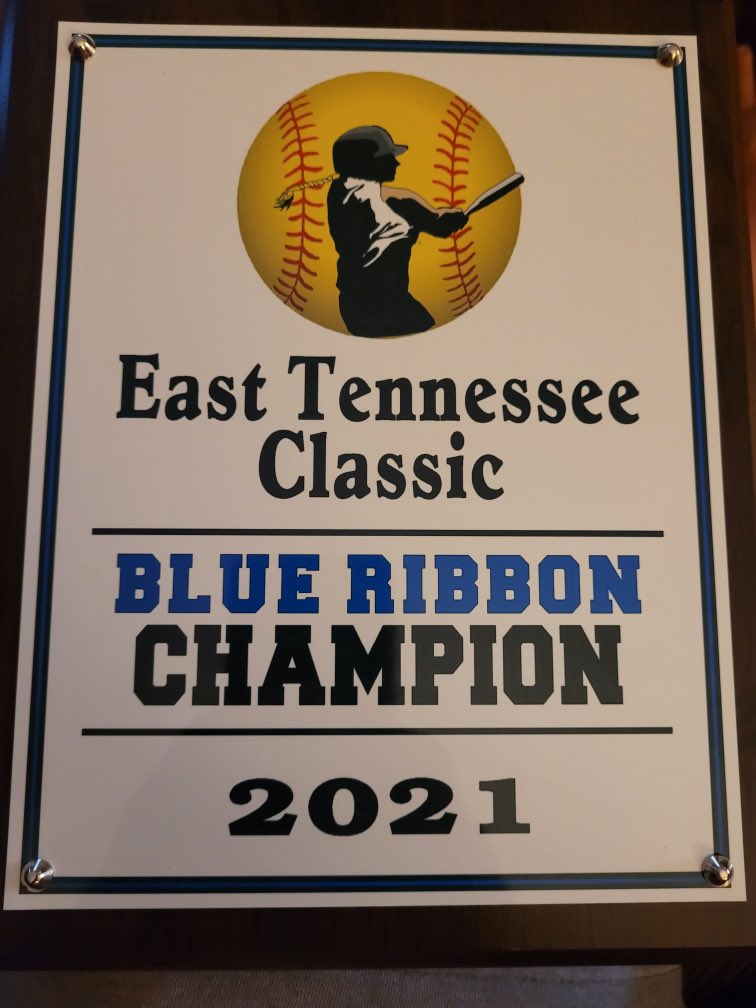 East Tennessee
Classic
BLUE RIBBON
CHAMPION
2021